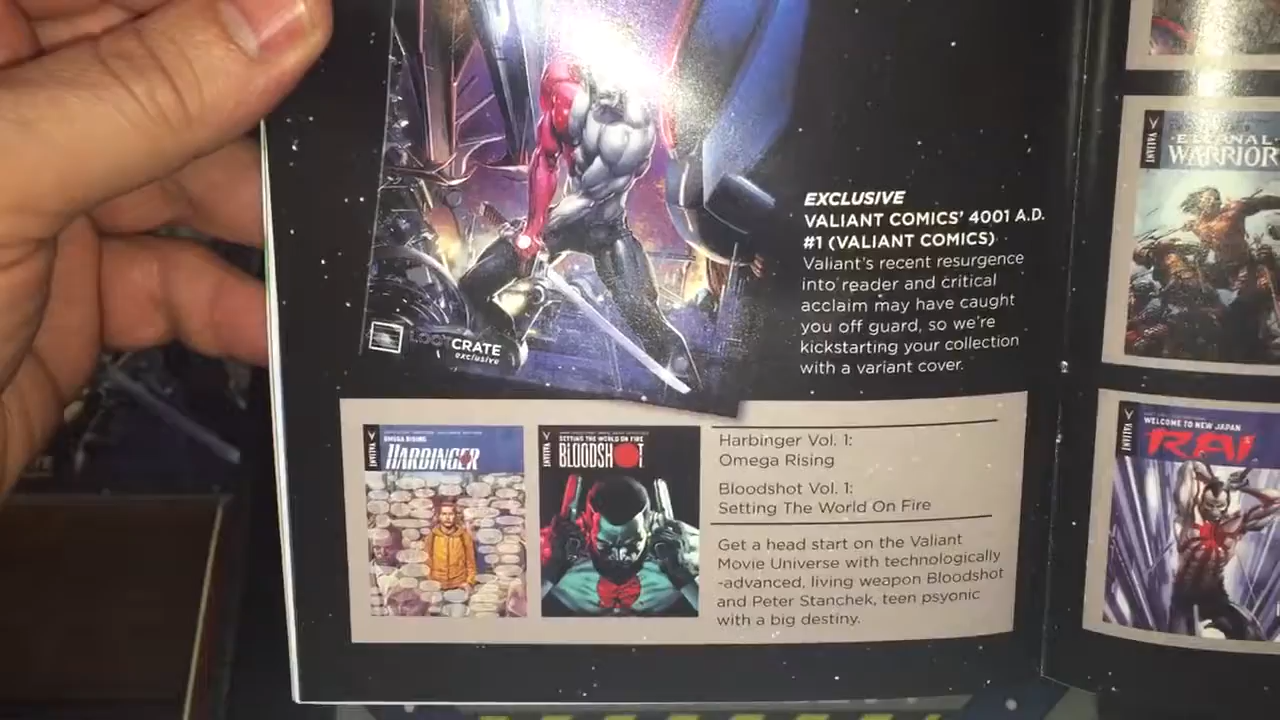 EXCLUSIVE
VALIANT COMICS' 4001 A.D.
#1 (VALIANT COMICS)
Valiant's recent resurgence
into reader and critical
acclaim may have caught
you off guard, so we're
kickstarting your collection
with a variant cover.
LOOT CRATE
exclusive
VALIANT
OMEGA RISING
HARBINGER
VALIANT
SETTING THE WORLD ON FIRE
BLOODSHOT
Harbinger Vol. 1:
Omega Rising
Bloodshot Vol. 1:
Setting The World On Fire
Get a head start on the Valiant
Movie Universe with technologically
-advanced, living weapon Bloodshot
and Peter Stanchek, teen psyonic
with a big destiny.
VALIANT
ETERNAL
WARRIOR
VALIANT
WELCOME TO NEW JAPAN
RAI